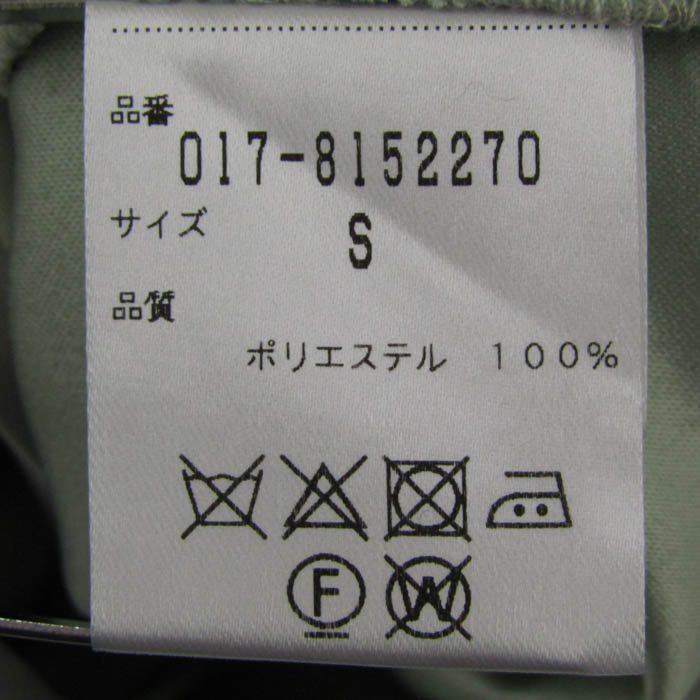 品番
017-8152270
サイズ S
品質
ポリエステル １００％
F W